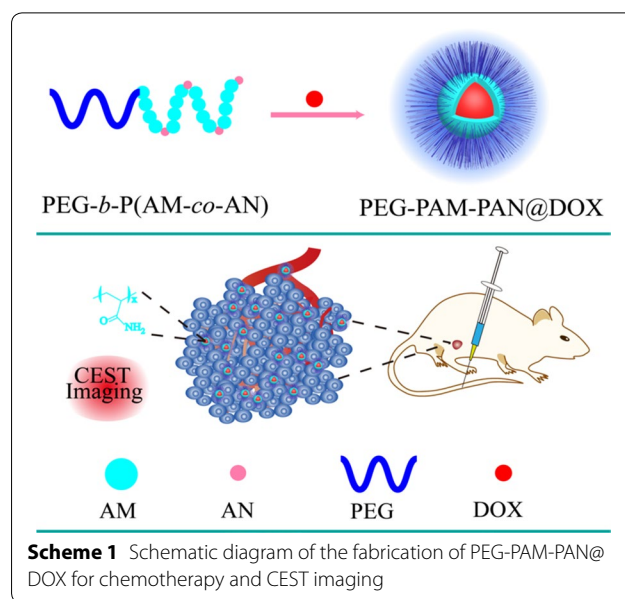 PEG-b-P(AM-co-AN)
PEG-PAM-PAN@DOX
x
O
NH₂
CEST
Imaging
AM
AN
PEG
DOX
Scheme 1 Schematic diagram of the fabrication of PEG-PAM-PAN@
DOX for chemotherapy and CEST imaging